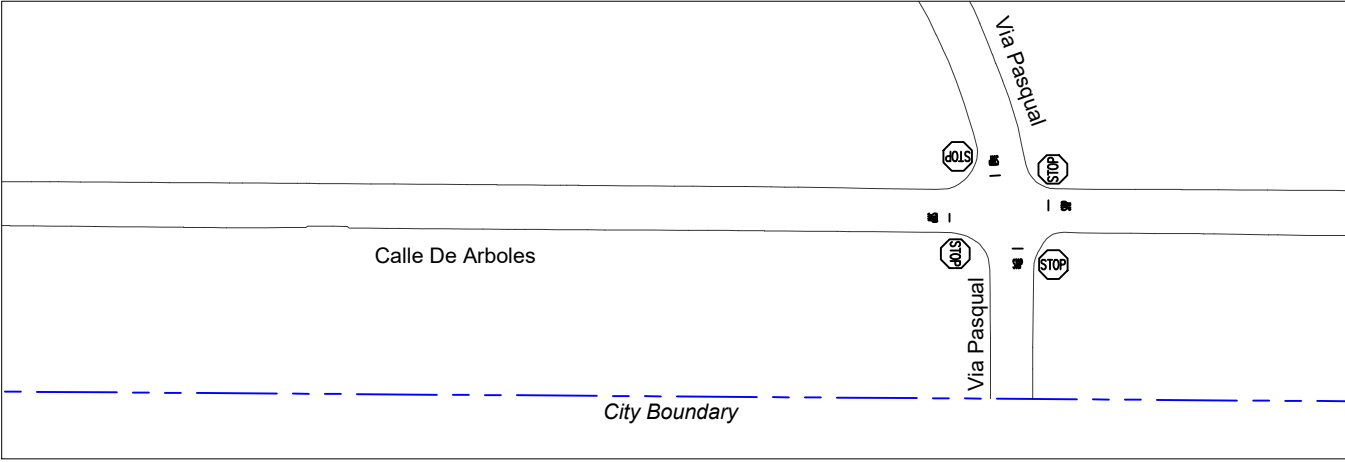 Via Pasqual
STOP
STOP
STOP
STOP
Calle De Arboles
Via Pasqual
City Boundary